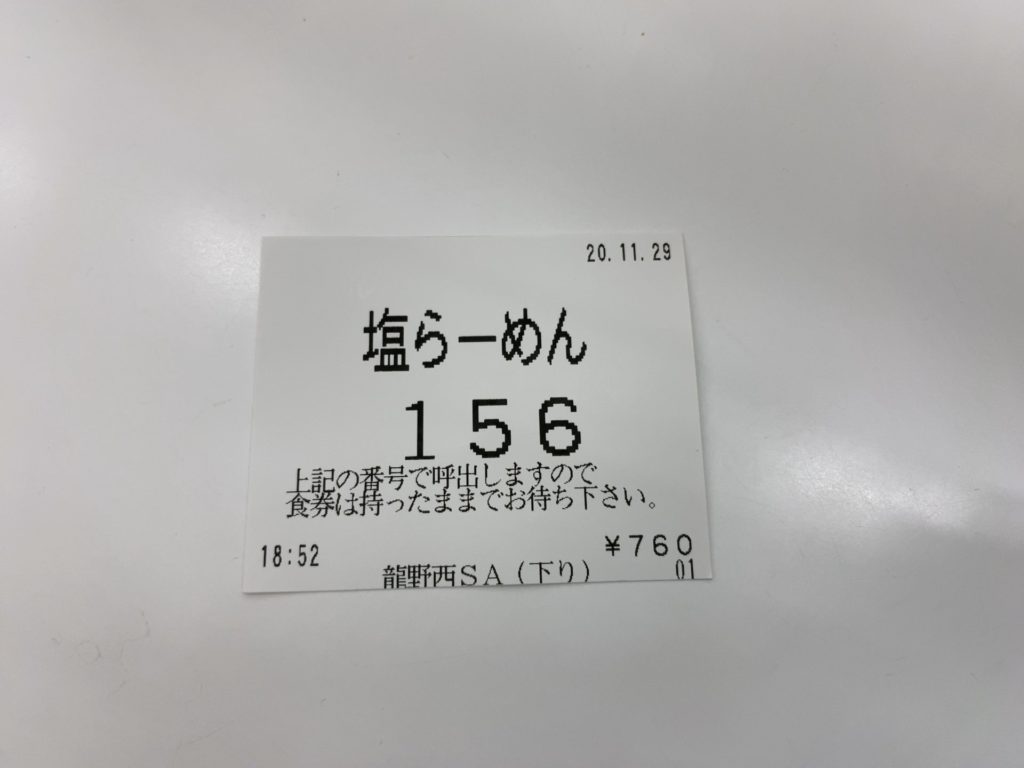 20.11.29
塩らーめん
１５６
上記の番号で呼出しますので
食券は持ったままでお待ち下さい。
18:52
￥７６０
龍野西ＳＡ（下り）
01